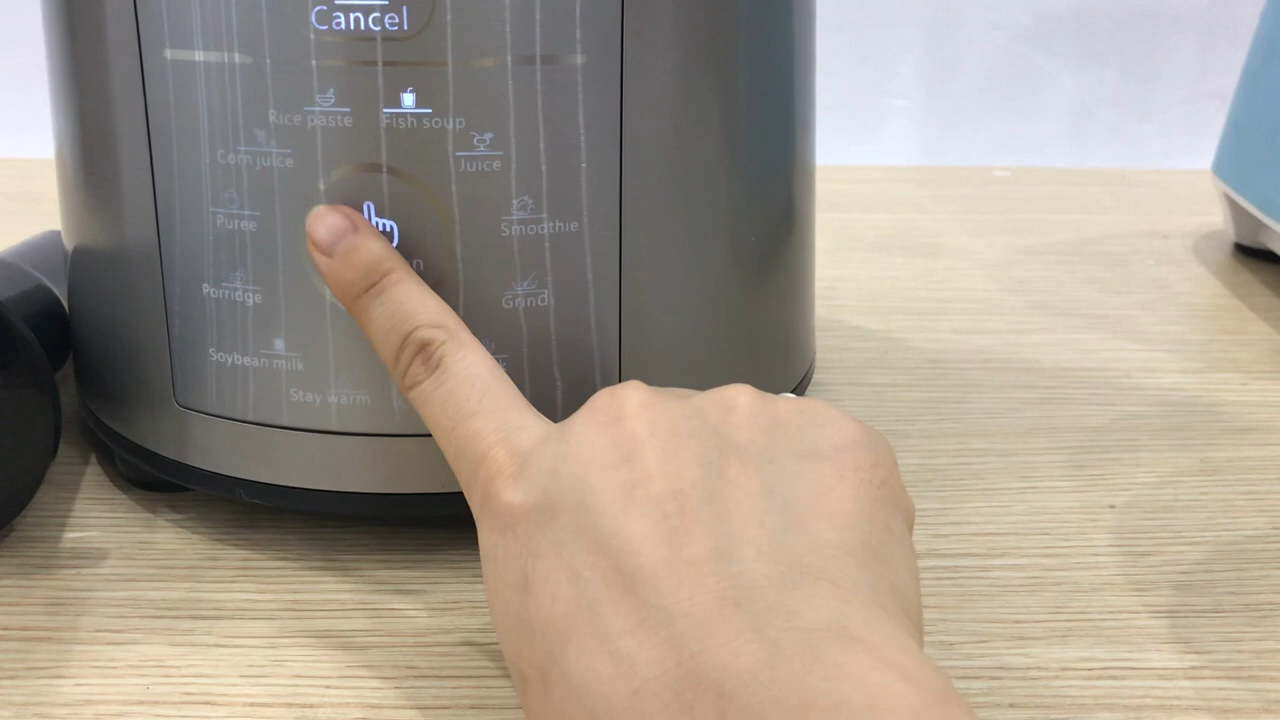 Cancel
Rice paste
Fish soup
Corn juice
Juice
Puree
Smoothie
Porridge
Grind
Soybean milk
Stay warm